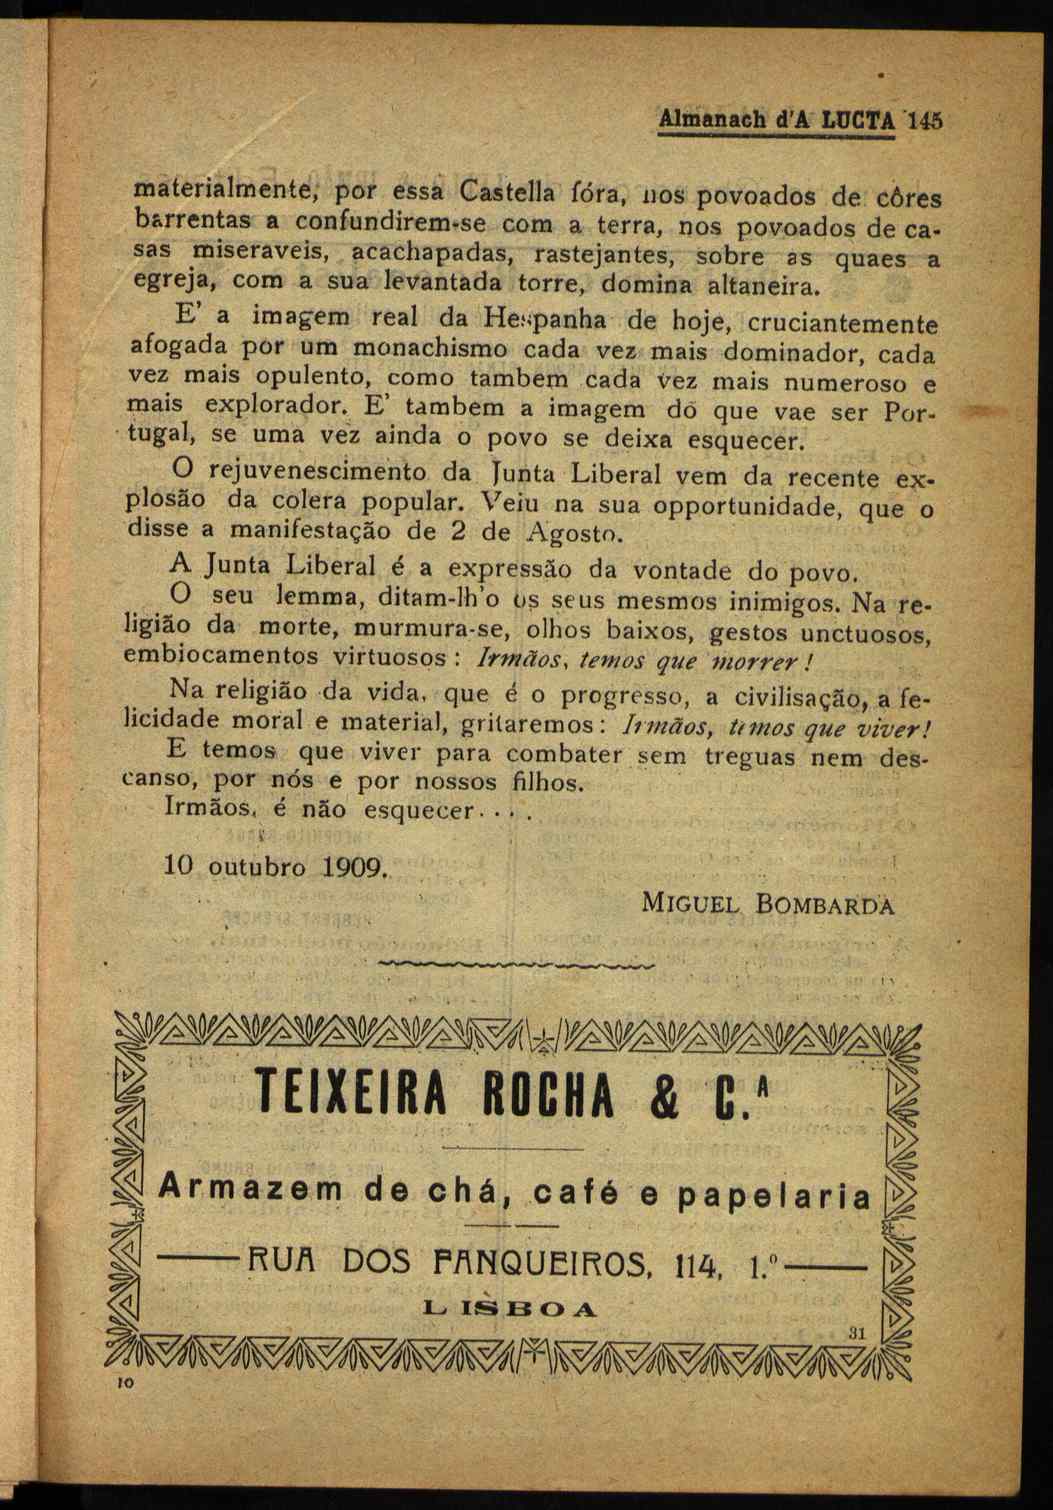 Almanach d'A LUCTA 145
materialmente, por essa Castella fóra, nos povoados de côres
barrentas a confundirem-se com a terra, nos povoados de ca-
sas miseraveis, acachapadas, rastejantes, sobre as quaes a
egreja, com a sua levantada torre, domina altaneira.
E' a imagem real da Hespanha de hoje, cruciantemente
afogada por um monachismo cada vez mais dominador, cada
vez mais opulento, como tambem cada vez mais numeroso e
mais explorador. E' tambem a imagem do que vae ser Por-
tugal, se uma vez ainda o povo se deixa esquecer.
O rejuvenescimento da Junta Liberal vem da recente ex-
plosão da colera popular. Veiu na sua opportunidade, que o
disse a manifestação de 2 de Agosto.
A Junta Liberal é a expressão da vontade do povo.
O seu lemma, ditam-lh'o os seus mesmos inimigos. Na re-
ligião da morte, murmura-se, olhos baixos, gestos unctuosos,
embiocamentos virtuosos: Irmãos, temos que morrer!
Na religião da vida, que é o progresso, a civilisação, a fe-
licidade moral e material, gritaremos: Irmãos, temos que viver!
E temos que viver para combater sem treguas nem des-
canso, por nós e por nossos filhos.
Irmãos, é não esquecer....
10 outubro 1909.
MIGUEL BOMBARDA
TEIXEIRA ROCHA & C.ª
Armazem de chá, café e papelaria
RUA DOS FANQUEIROS, 114, 1.º
LISBOA
31
10